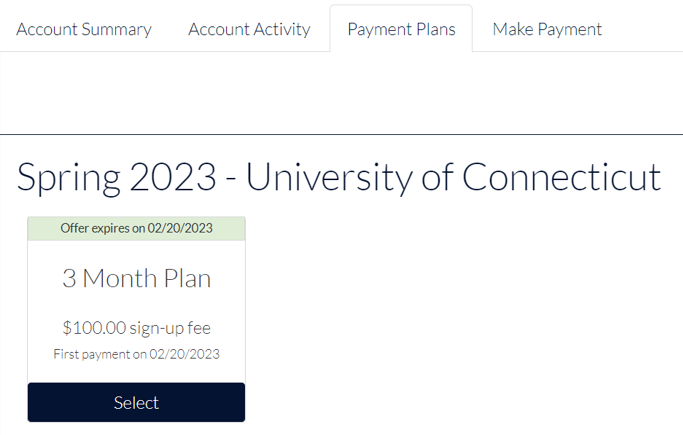 Account Summary Account Activity Payment Plans Make Payment
Spring 2023 - University of Connecticut
Offer expires on 02/20/2023
3 Month Plan
$100.00 sign-up fee
First payment on 02/20/2023
Select